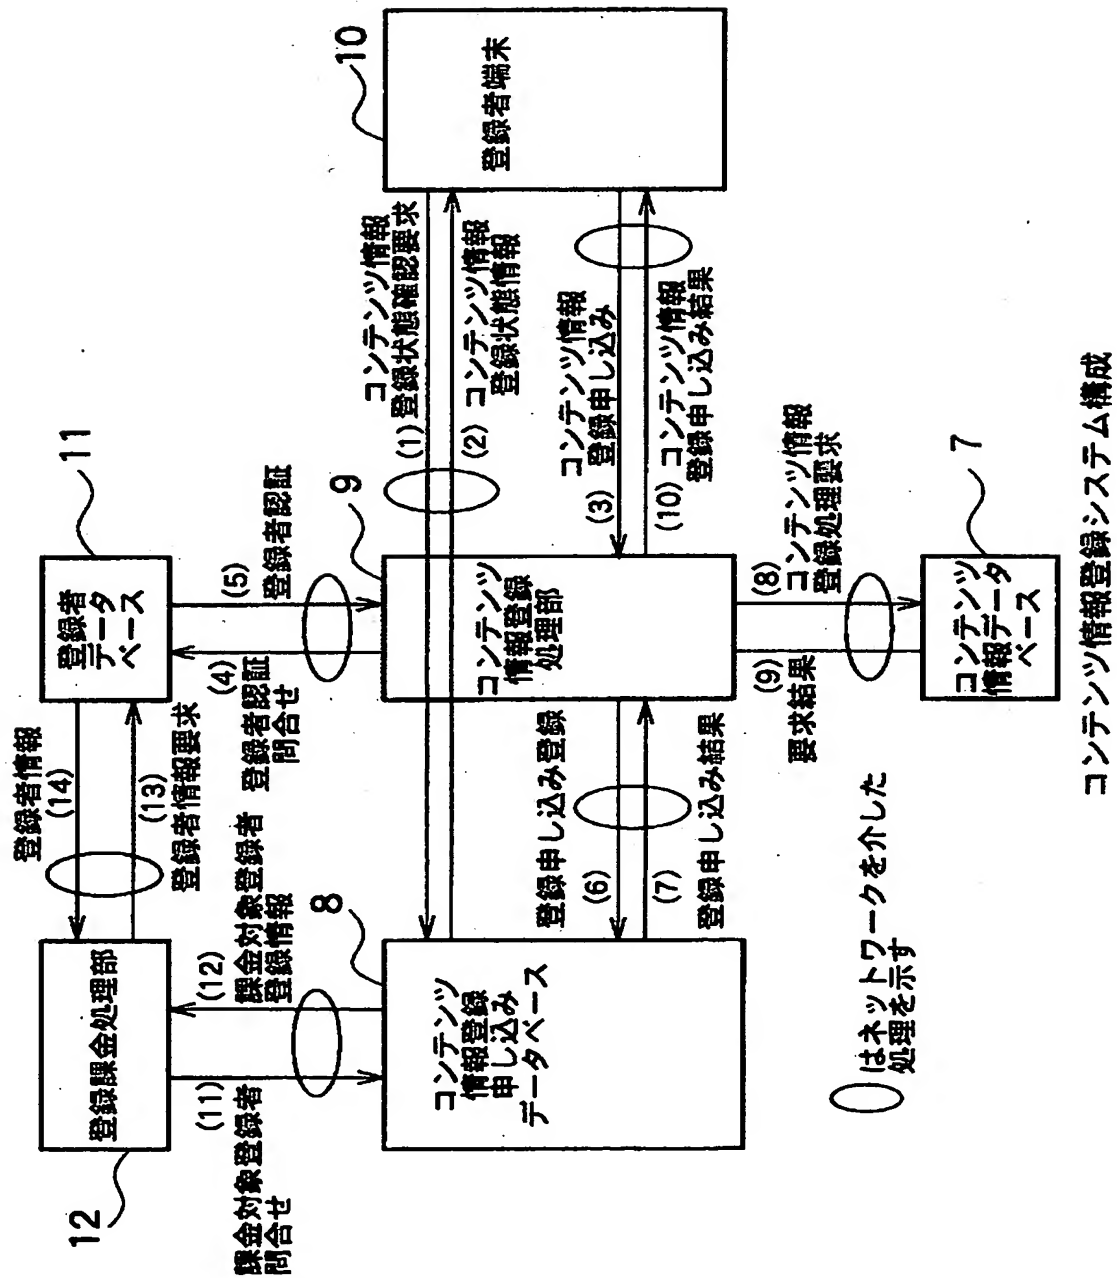 12
登録課金処理部
登録者情報
(14)
(13)
登録者情報要求
11
登録者
データ
ベース
(11)
課金対象登録者
問合せ
(12)
課金対象登録者
登録情報
(4)
登録者認証
問合せ
(5)
登録者認証
8
コンテンツ
情報登録
申し込み
データベース
9
コンテンツ
情報登録
処理部
10
登録者端末
コンテンツ情報
(1) 登録状態確認要求
(2) コンテンツ情報
登録状態情報
登録申し込み登録
(6)
(7)
登録申し込み結果
コンテンツ情報
登録申し込み
(3)
(10) コンテンツ情報
登録申し込み結果
(9)
要求結果
(8)
コンテンツ情報
登録処理要求
7
コンテンツ
情報データ
ベース
はネットワークを介した
処理を示す
コンテンツ情報登録システム構成